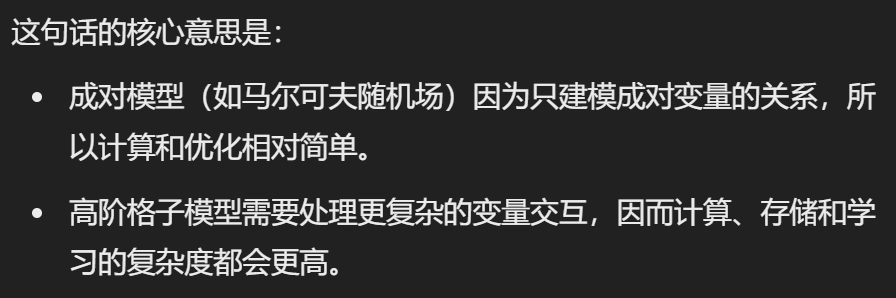 这句话的核心意思是：
• 成对模型（如马尔可夫随机场）因为只建模成对变量的关系，所
以计算和优化相对简单。
• 高阶格子模型需要处理更复杂的变量交互，因而计算、存储和学
习的复杂度都会更高。